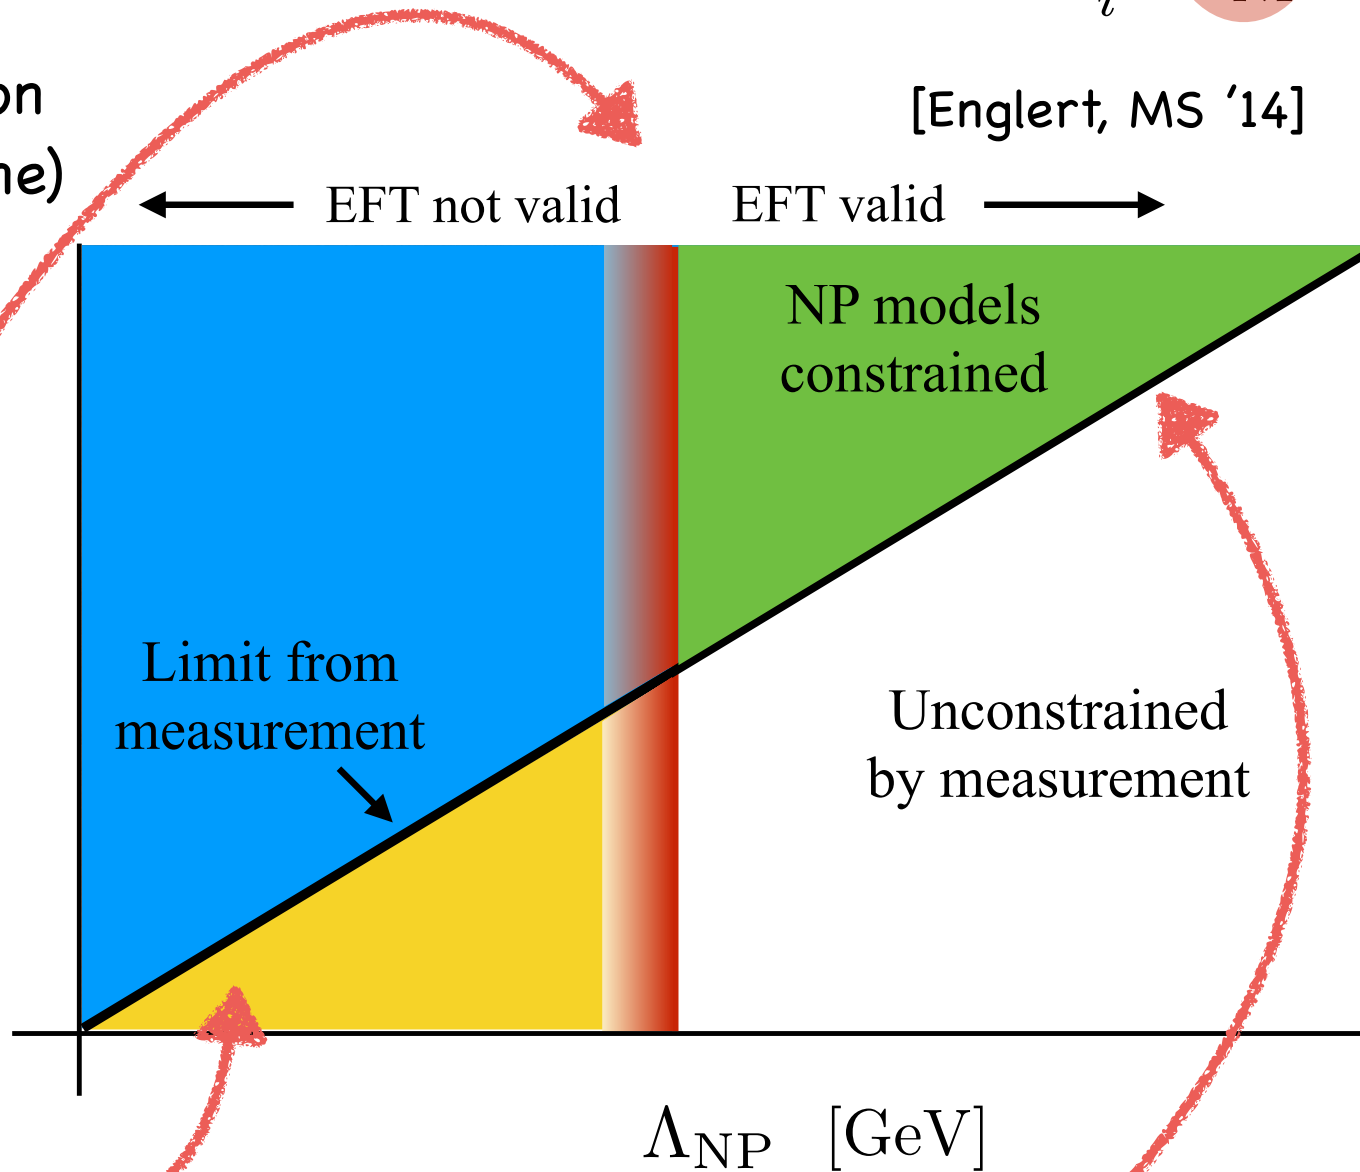 [Englert, MS '14]
EFT not valid
EFT valid
NP models
constrained
Limit from
measurement
Unconstrained
by measurement
Λ_NP [GeV]